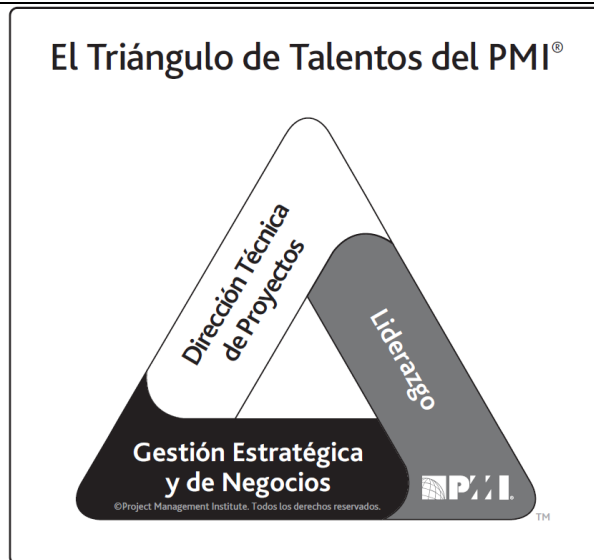 El Triángulo de Talentos del PMI®
Dirección Técnica
de Proyectos
Liderazgo
Gestión Estratégica
y de Negocios
PMI.
©Project Management Institute. Todos los derechos reservados.
TM